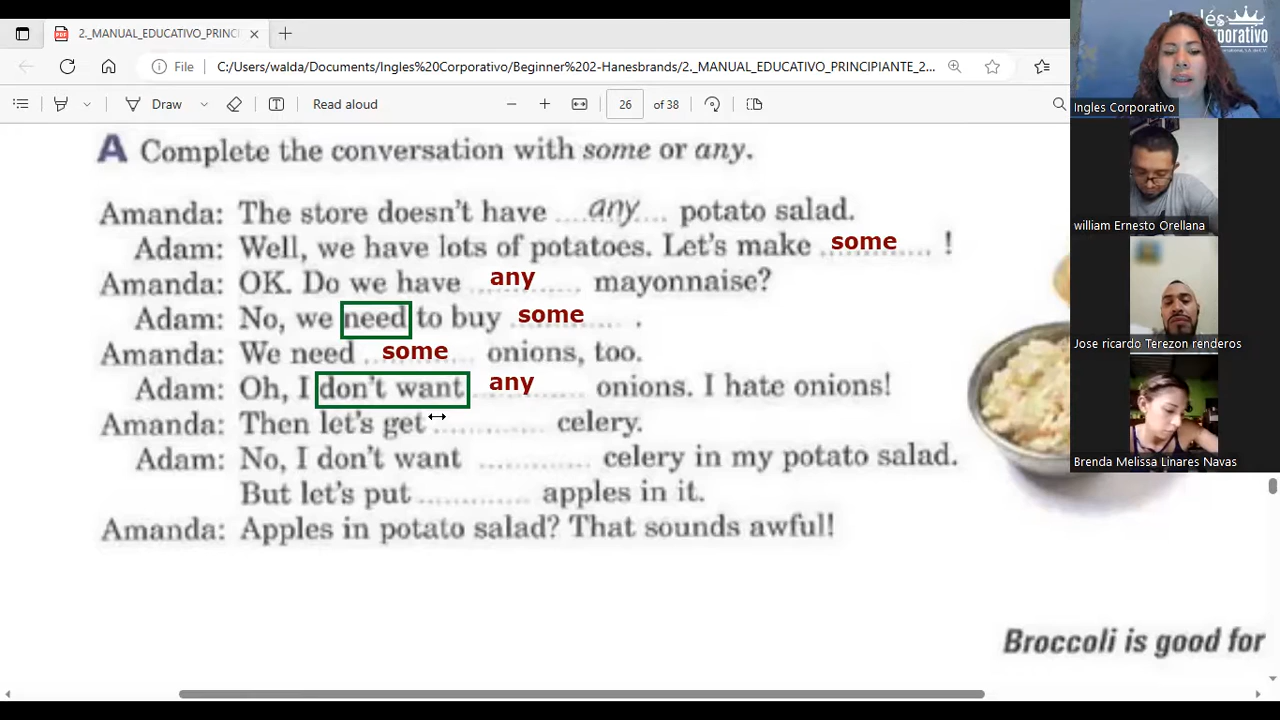 2._MANUAL_EDUCATIVO_PRINCI
File
C:/Users/walda/Documents/Ingles%20Corporativo/Beginner%202-Hanesbrands/2._MANUAL_EDUCATIVO_PRINCIPIANTE_2...
Draw
Read aloud
26 of 38
A Complete the conversation with some or any.
Amanda: The store doesn't have ....any.... potato salad.
Adam: Well, we have lots of potatoes. Let's make some !
Amanda: OK. Do we have any mayonnaise?
Adam: No, we need to buy some .
Amanda: We need some onions, too.
Adam: Oh, I don't want any onions. I hate onions!
Amanda: Then let's get ............ celery.
Adam: No, I don't want ............ celery in my potato salad.
But let's put ............ apples in it.
Amanda: Apples in potato salad? That sounds awful!
Broccoli is good for
Inglés
Corporativo
Ingles Corporativo
william Ernesto Orellana
Jose ricardo Terezon renderos
Brenda Melissa Linares Navas